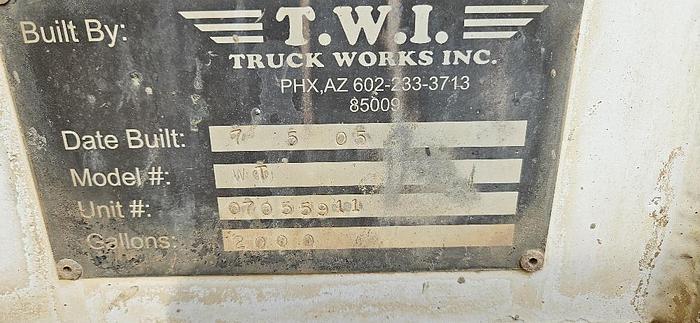 Built By: T.W.I.
TRUCK WORKS INC.
PHX,AZ 602-233-3713
85009
Date Built: 7 5 05
Model #: WT
Unit #: 07055911
Gallons: 2000